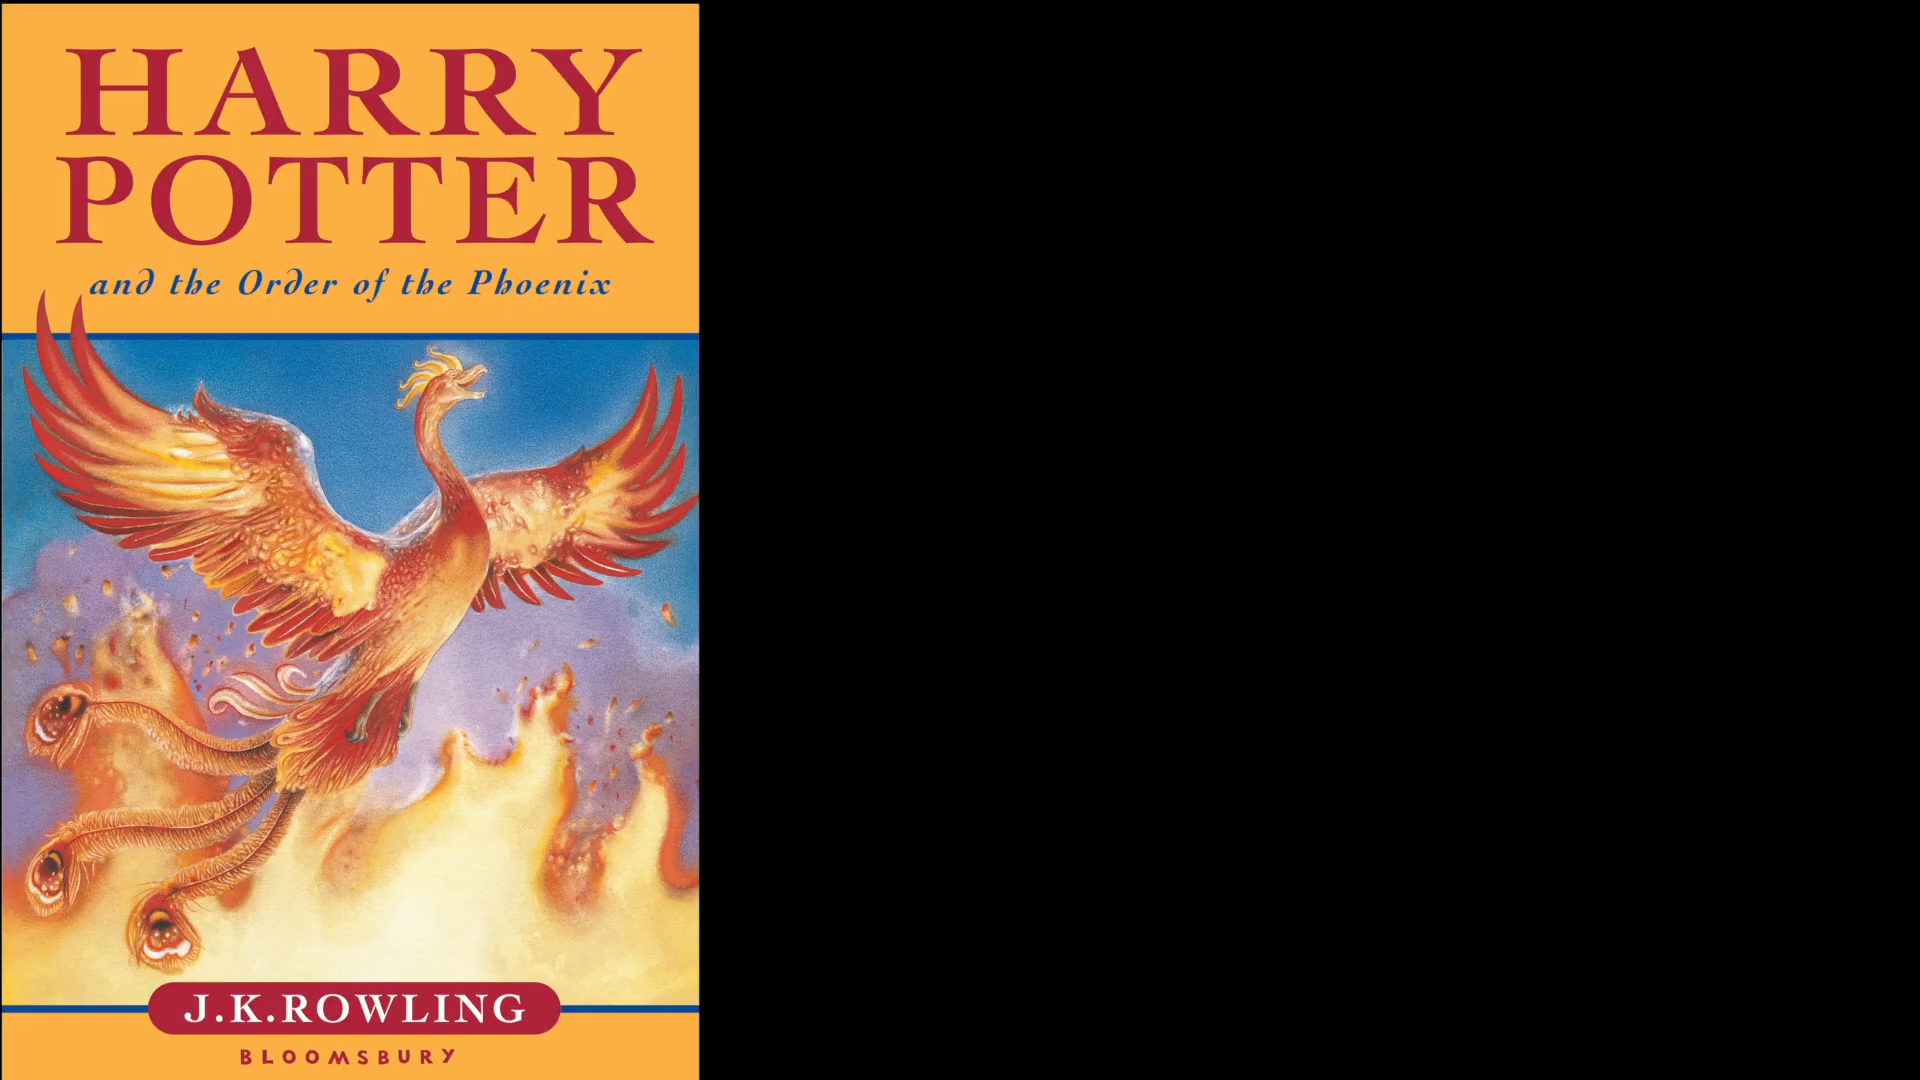 HARRY
POTTER
and the Order of the Phoenix
J.K.ROWLING
BLOOMSBURY